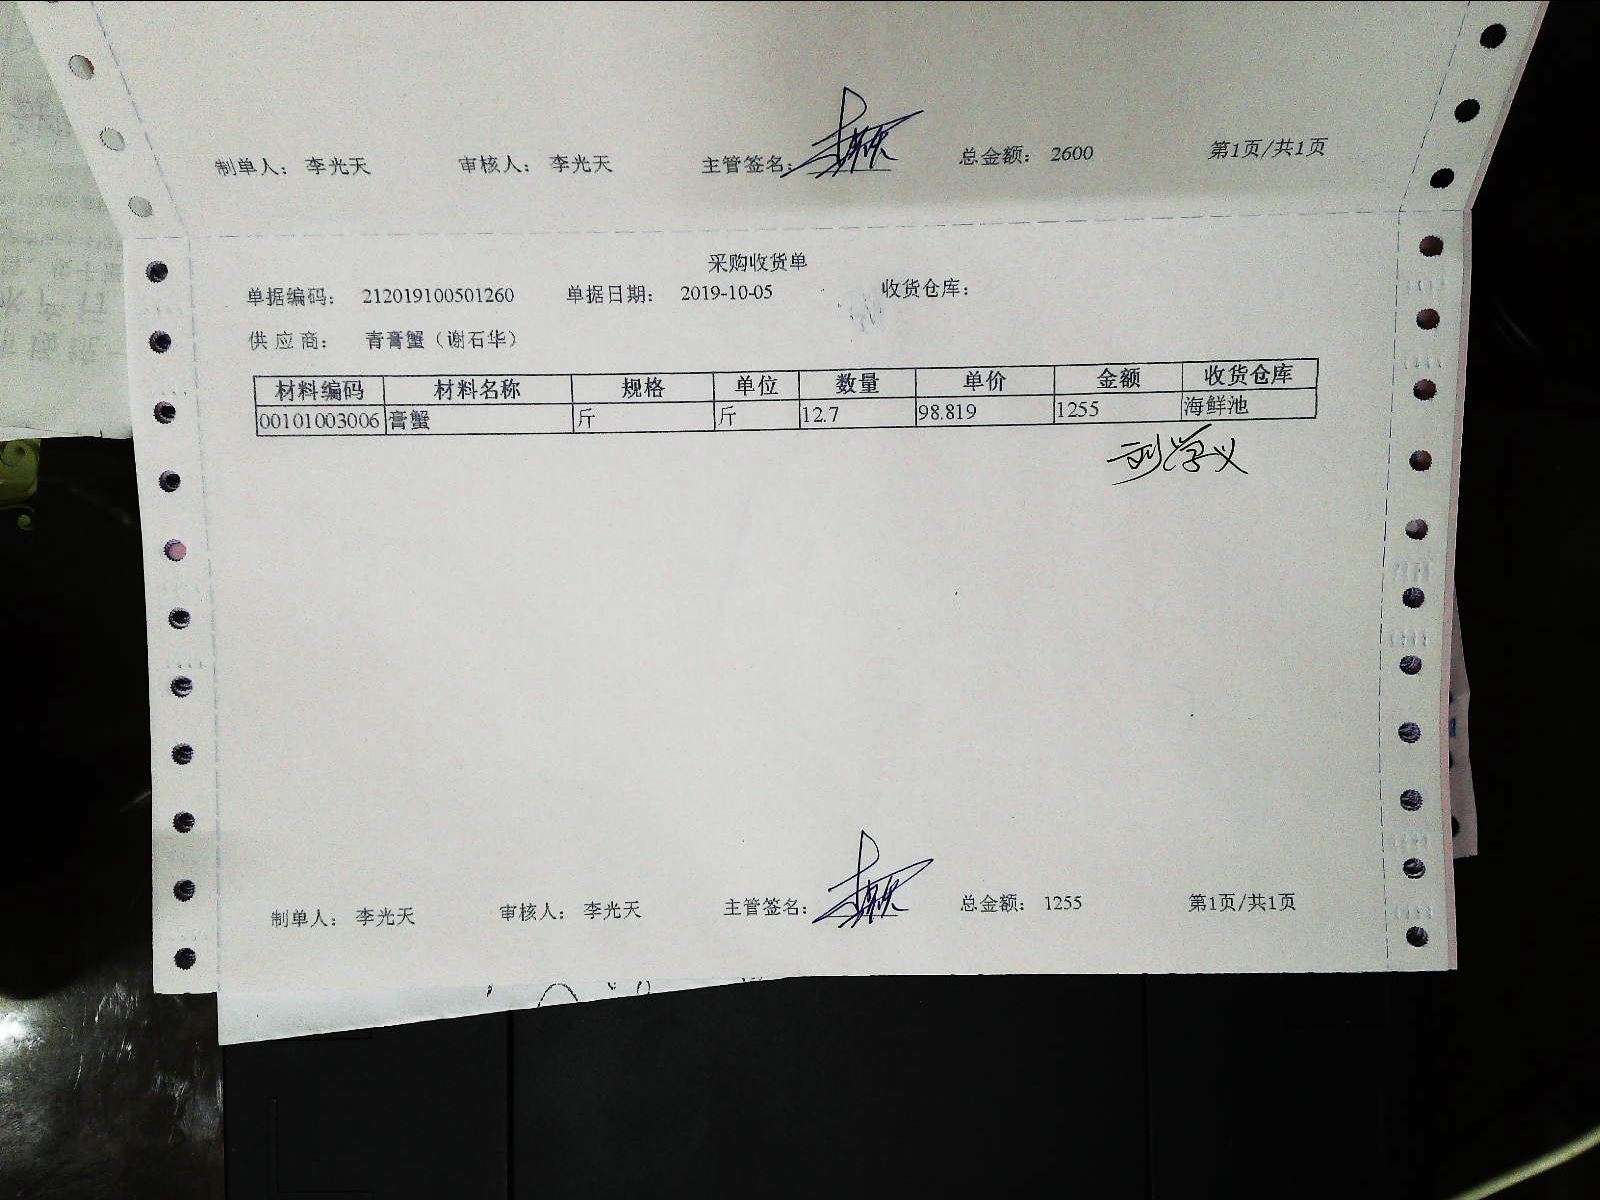 制单人： 李光天 审核人： 李光天 主管签名： 总金额： 2600 第1页/共1页
采购收货单
单据编码： 212019100501260 单据日期： 2019-10-05 收货仓库：
供应商： 青膏蟹（谢石华）
材料编码 材料名称 规格 单位 数量 单价 金额 收货仓库
00101003006 膏蟹 斤 斤 12.7 98.819 1255 海鲜池
刘学义
制单人： 李光天 审核人： 李光天 主管签名： 总金额： 1255 第1页/共1页